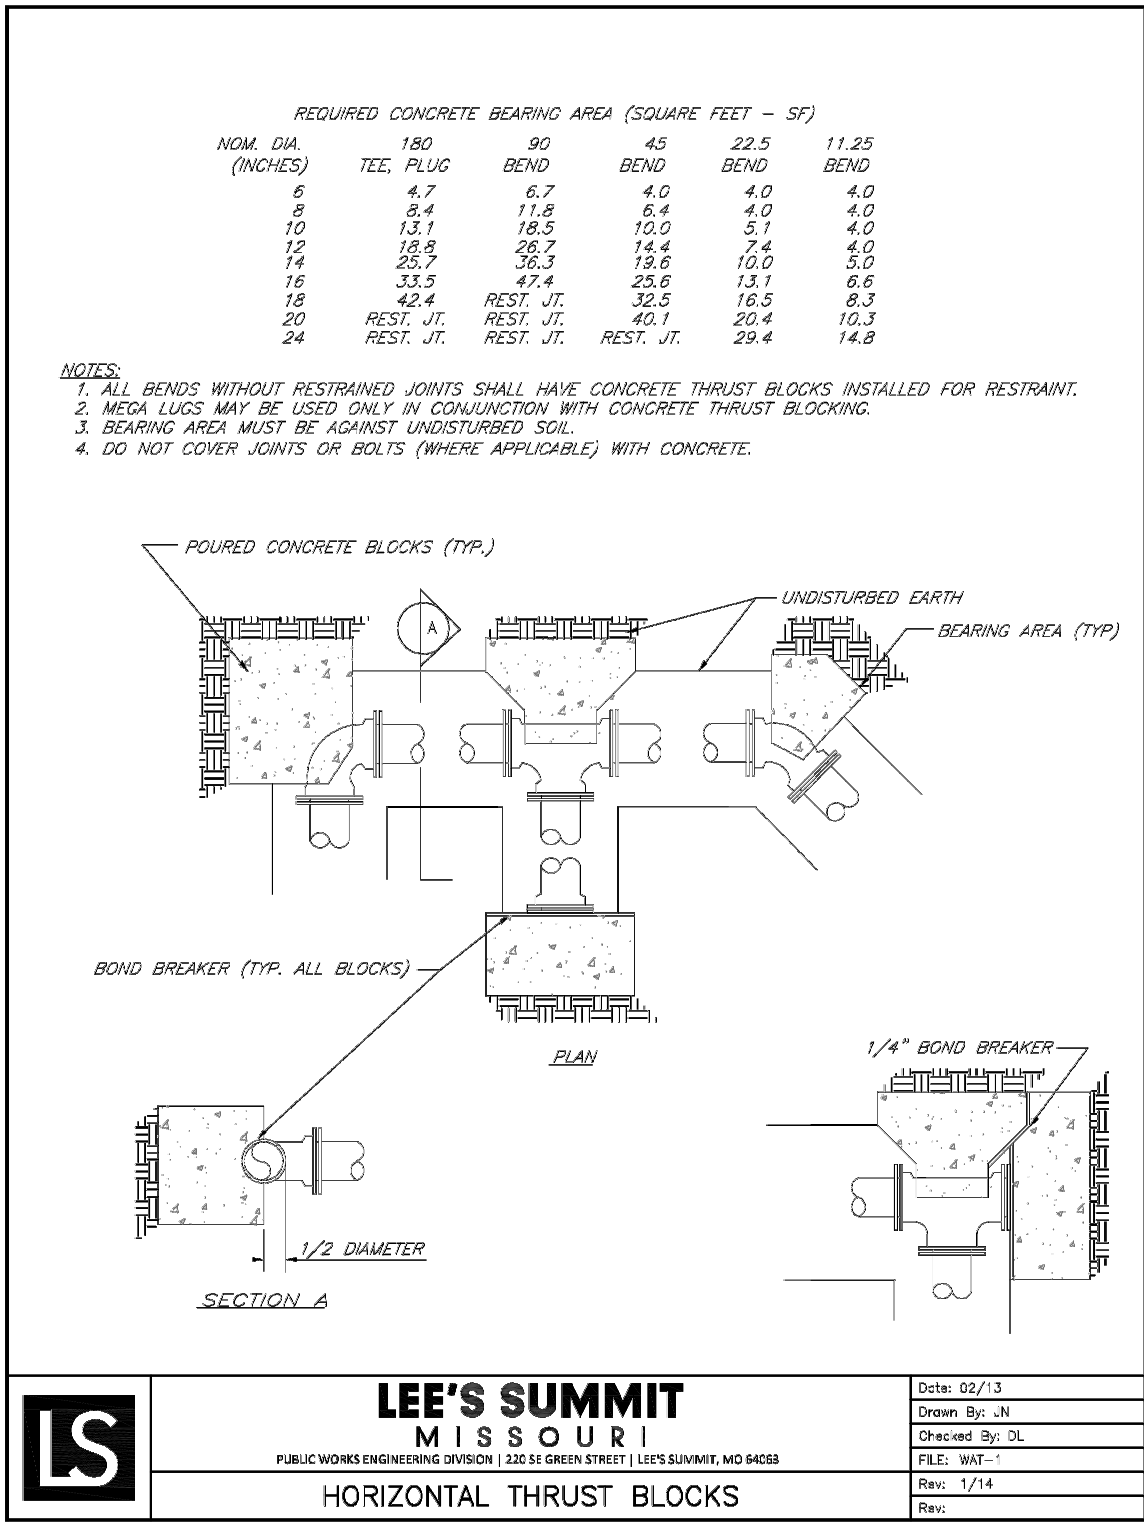 REQUIRED CONCRETE BEARING AREA (SQUARE FEET - SF)
NOM. DIA. 180 90 45 22.5 11.25
(INCHES) TEE, PLUG BEND BEND BEND BEND
6 4.7 6.7 4.0 4.0 4.0
8 8.4 11.8 6.4 4.0 4.0
10 13.1 18.5 10.0 5.1 4.0
12 18.8 26.7 14.4 7.4 4.0
14 25.7 36.3 19.6 10.0 5.0
16 33.5 47.4 25.6 13.1 6.6
18 42.4 REST. JT. 32.5 16.5 8.3
20 REST. JT. REST. JT. 40.1 20.4 10.3
24 REST. JT. REST. JT. REST. JT. 29.4 14.8
NOTES:
1. ALL BENDS WITHOUT RESTRAINED JOINTS SHALL HAVE CONCRETE THRUST BLOCKS INSTALLED FOR RESTRAINT.
2. MEGA LUGS MAY BE USED ONLY IN CONJUNCTION WITH CONCRETE THRUST BLOCKING.
3. BEARING AREA MUST BE AGAINST UNDISTURBED SOIL.
4. DO NOT COVER JOINTS OR BOLTS (WHERE APPLICABLE) WITH CONCRETE.
POURED CONCRETE BLOCKS (TYP.)
UNDISTURBED EARTH
A
BEARING AREA (TYP)
BOND BREAKER (TYP. ALL BLOCKS)
PLAN
1/4" BOND BREAKER
1/2 DIAMETER
SECTION A
LS
LEE'S SUMMIT
MISSOURI
PUBLIC WORKS ENGINEERING DIVISION | 220 SE GREEN STREET | LEE'S SUMMIT, MO 64063
HORIZONTAL THRUST BLOCKS
Date: 02/13
Drawn By: JN
Checked By: DL
FILE: WAT-1
Rev: 1/14
Rev: